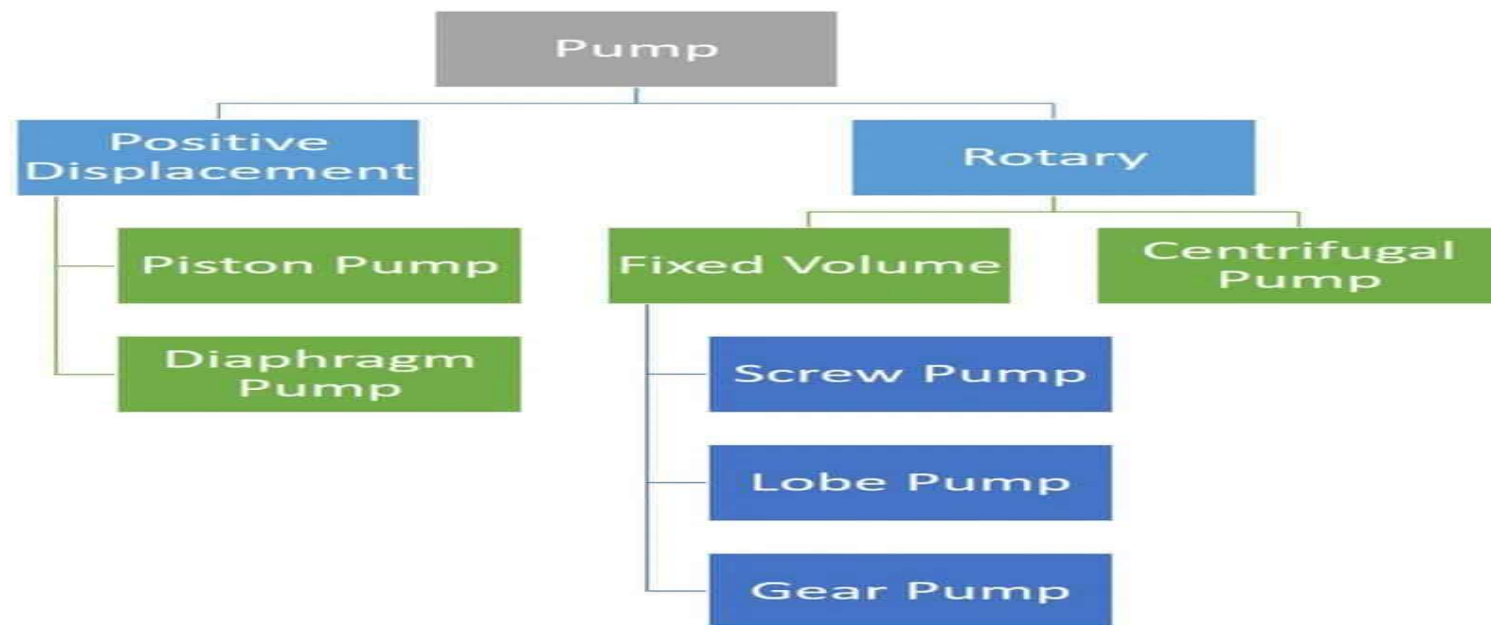 Pump
Positive
Displacement
Rotary
Piston Pump
Fixed Volume
Centrifugal
Pump
Diaphragm
Pump
Screw Pump
Lobe Pump
Gear Pump